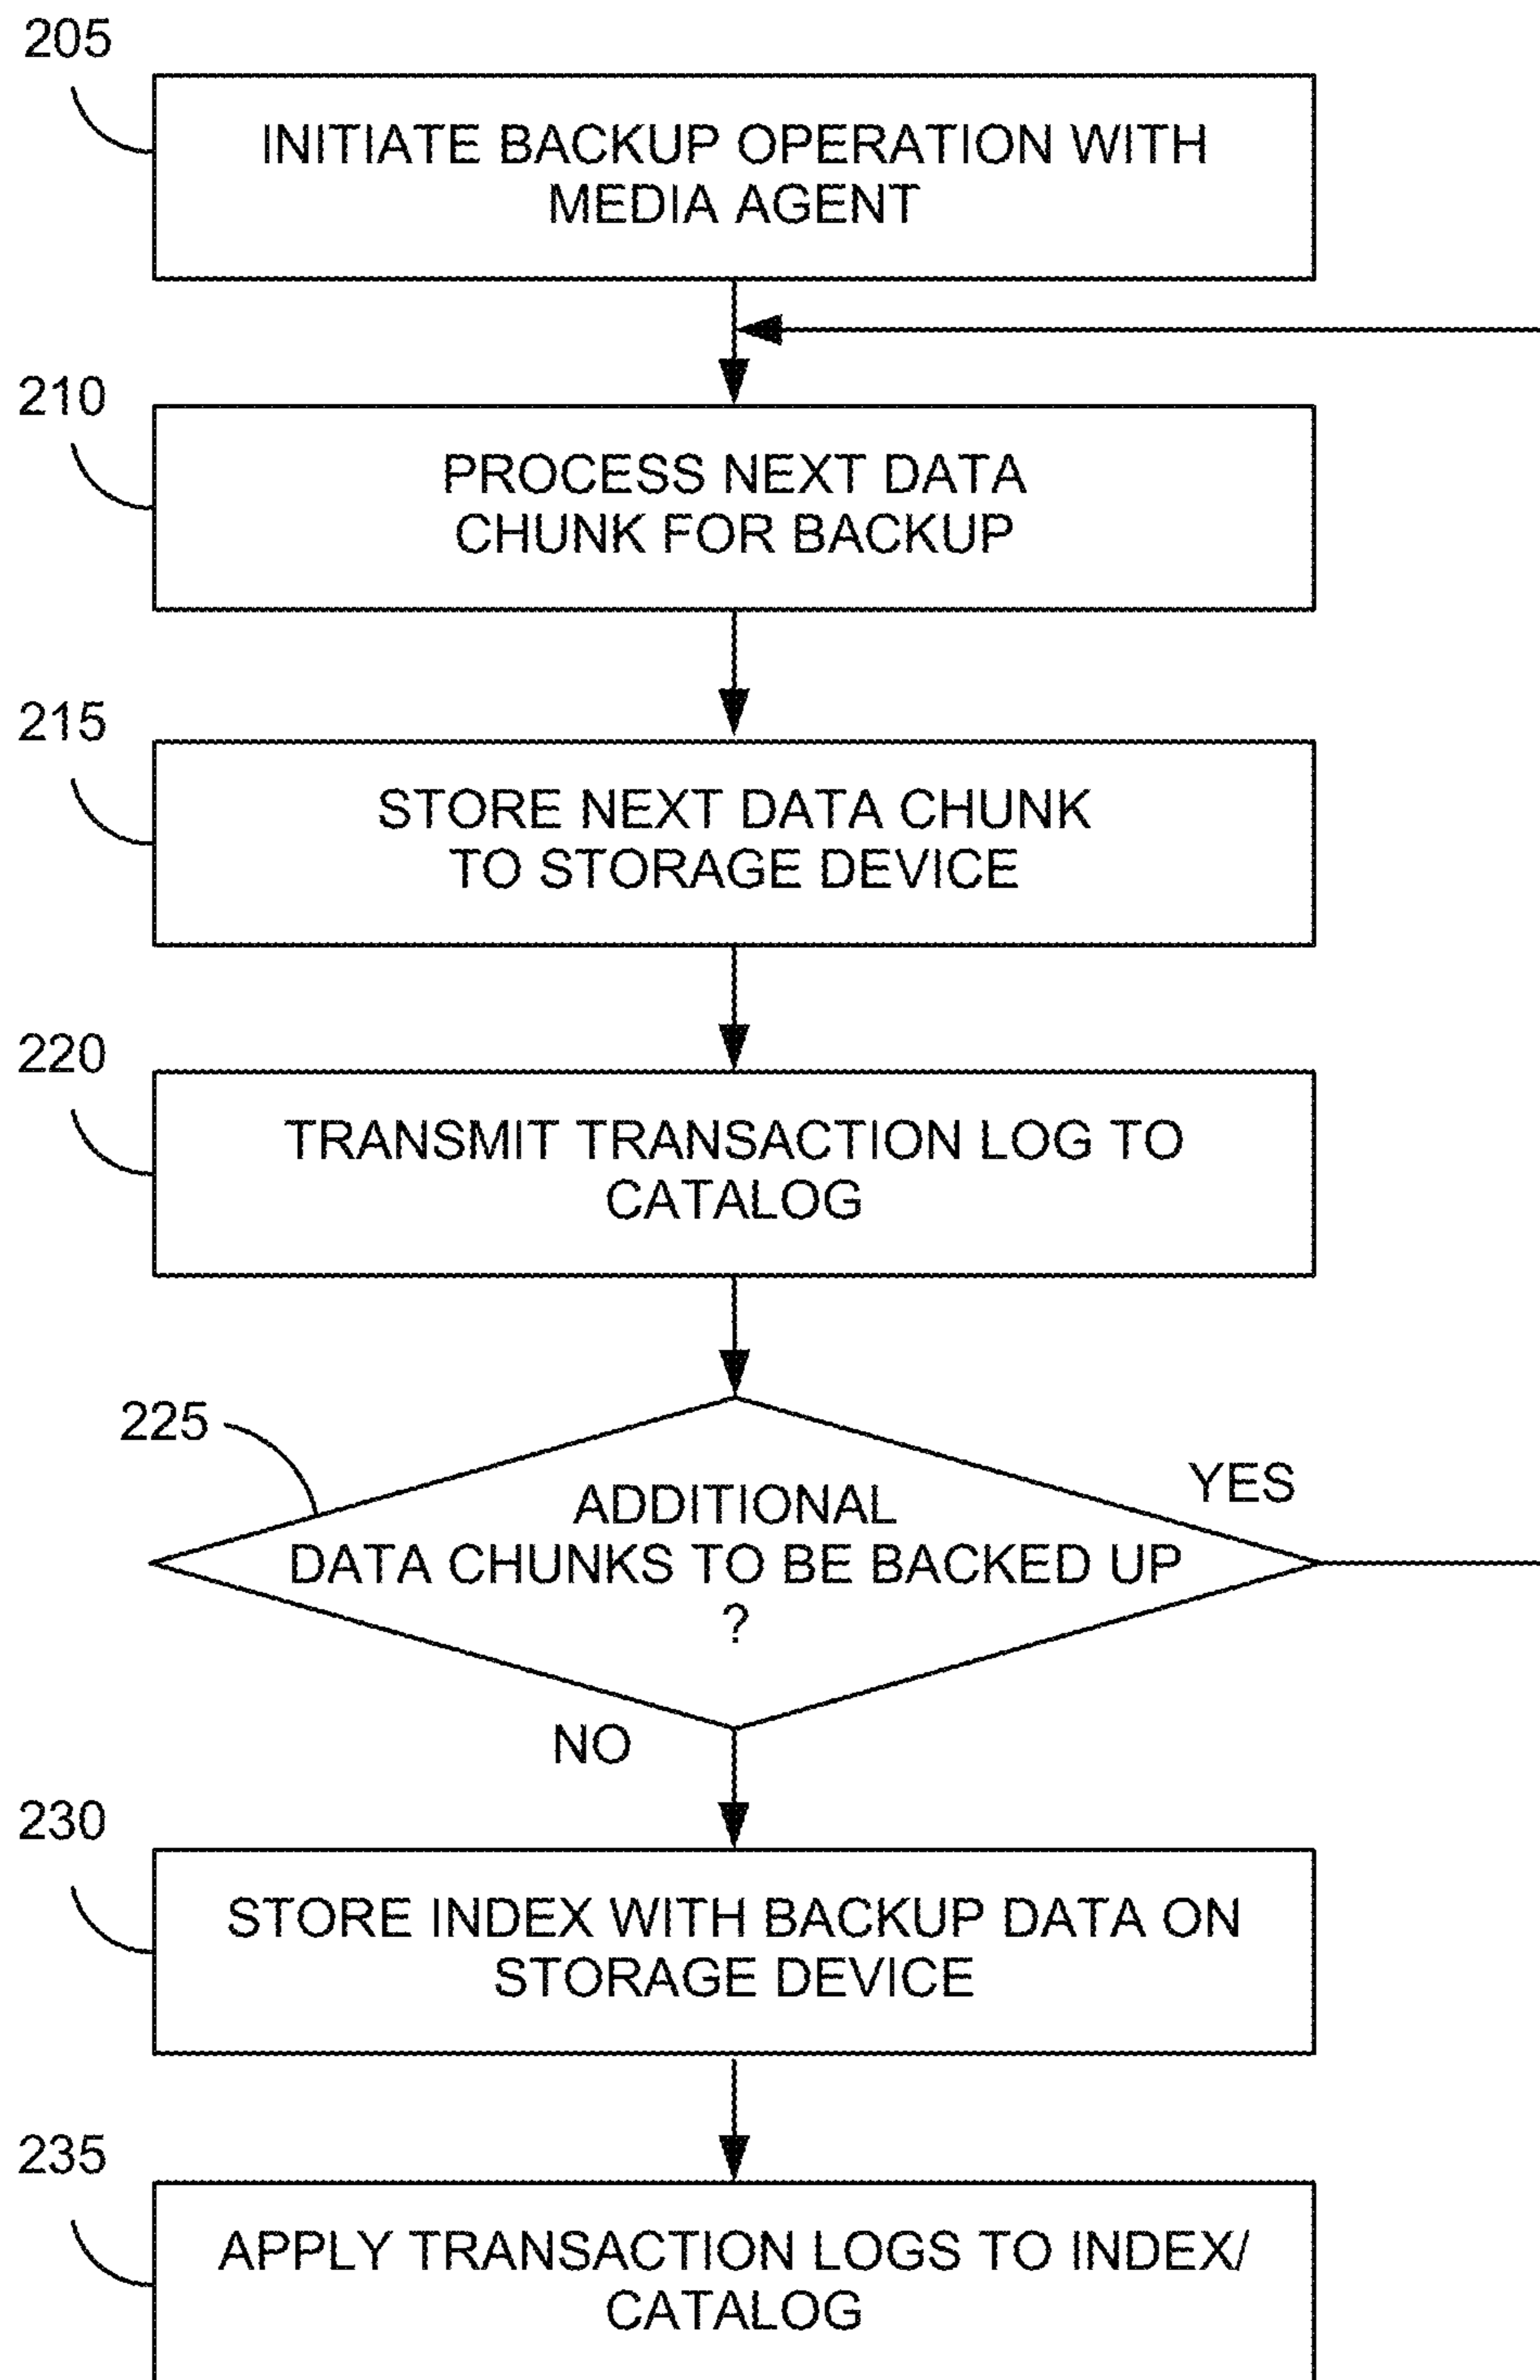 205
INITIATE BACKUP OPERATION WITH
MEDIA AGENT
210
PROCESS NEXT DATA
CHUNK FOR BACKUP
215
STORE NEXT DATA CHUNK
TO STORAGE DEVICE
220
TRANSMIT TRANSACTION LOG TO
CATALOG
225
ADDITIONAL
DATA CHUNKS TO BE BACKED UP
?
YES
NO
230
STORE INDEX WITH BACKUP DATA ON
STORAGE DEVICE
235
APPLY TRANSACTION LOGS TO INDEX/
CATALOG